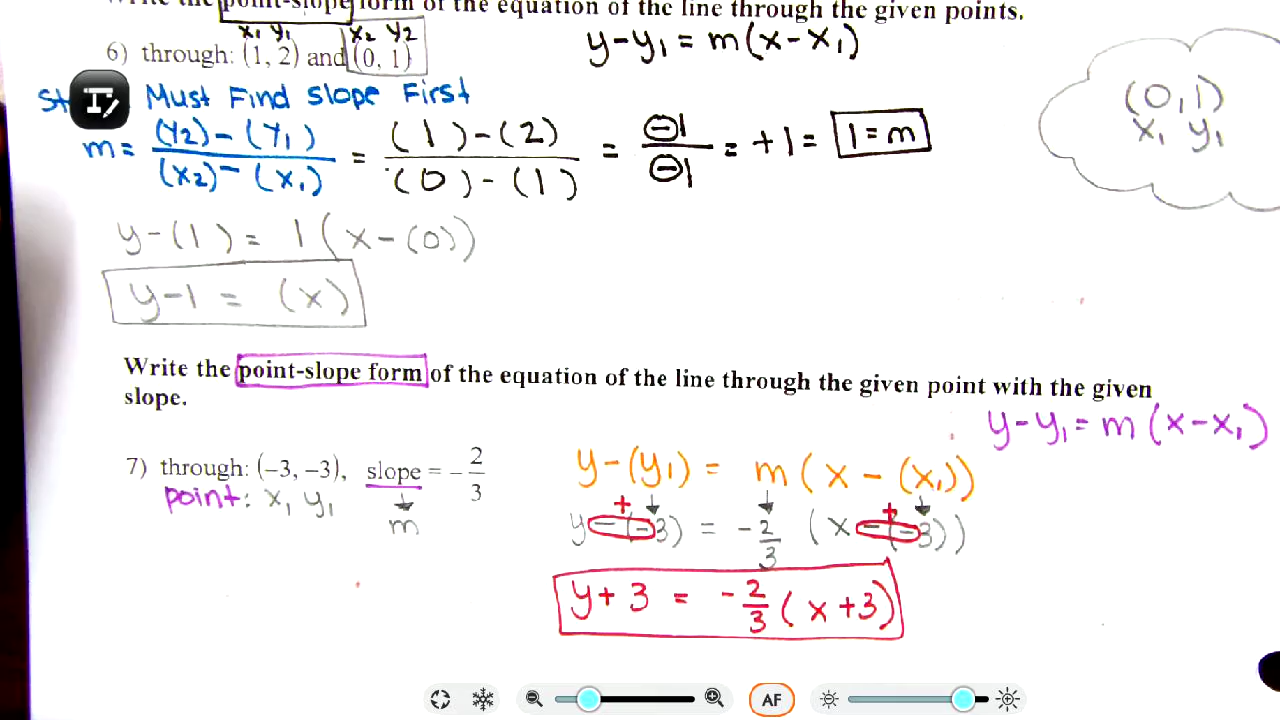 Write the point-slope form of the equation of the line through the given points.
x₁ y₁ x₂ y₂
6) through: (1, 2) and (0, 1)
y-y₁ = m(x-x₁)
(0,1)
x₁ y₁
St Must Find Slope First
m = (y₂)-(y₁) / (x₂)-(x₁) = (1)-(2) / (0)-(1) = -1 / -1 = +1 = 1 = m
y-(1) = 1(x-(0))
y-1 = (x)
Write the point-slope form of the equation of the line through the given point with the given
slope.
y-y₁ = m(x-x₁)
7) through: (−3, −3), slope = −2/3
point: x₁ y₁
m
y-(y₁) = m(x-(x₁))
+ +
y-(-3) = -2/3 (x-(-3))
y+3 = -2/3 (x+3)
AF